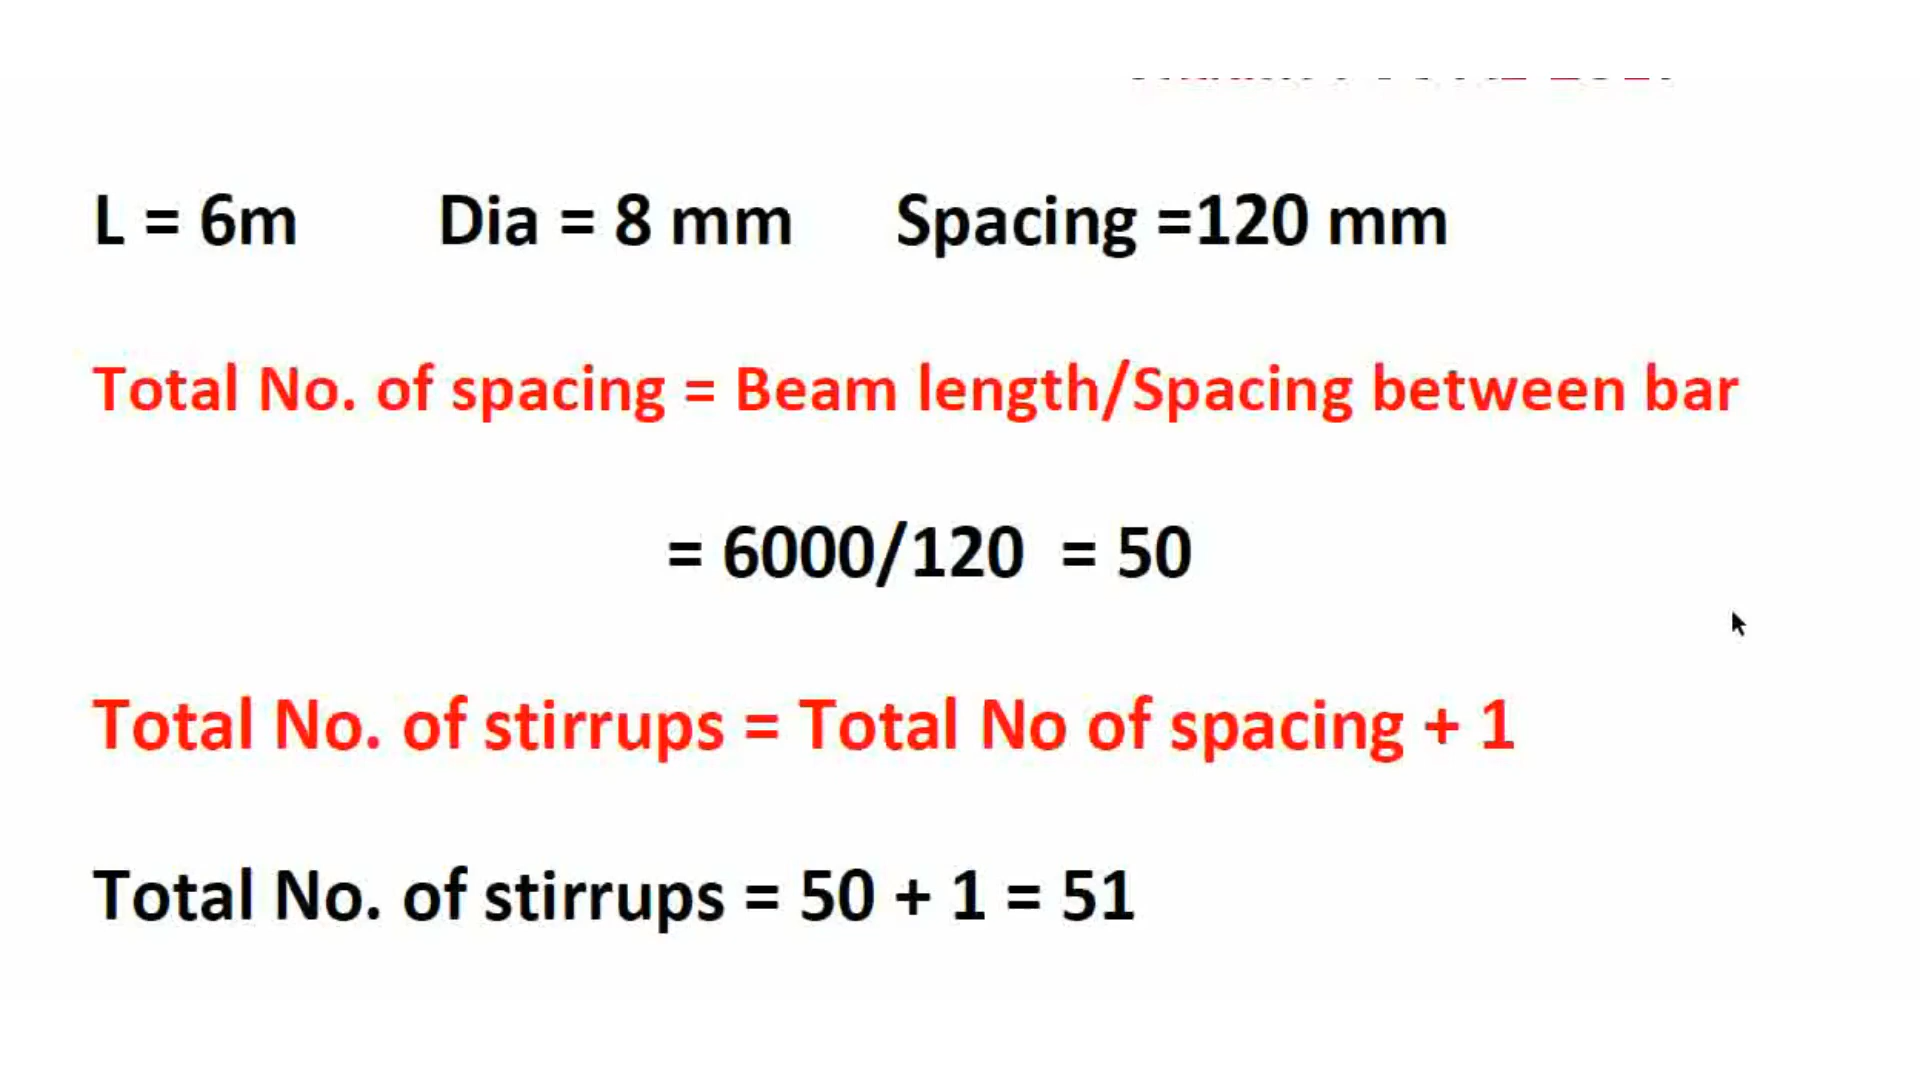 L = 6m Dia = 8 mm Spacing =120 mm
Total No. of spacing = Beam length/Spacing between bar
= 6000/120 = 50
Total No. of stirrups = Total No of spacing + 1
Total No. of stirrups = 50 + 1 = 51